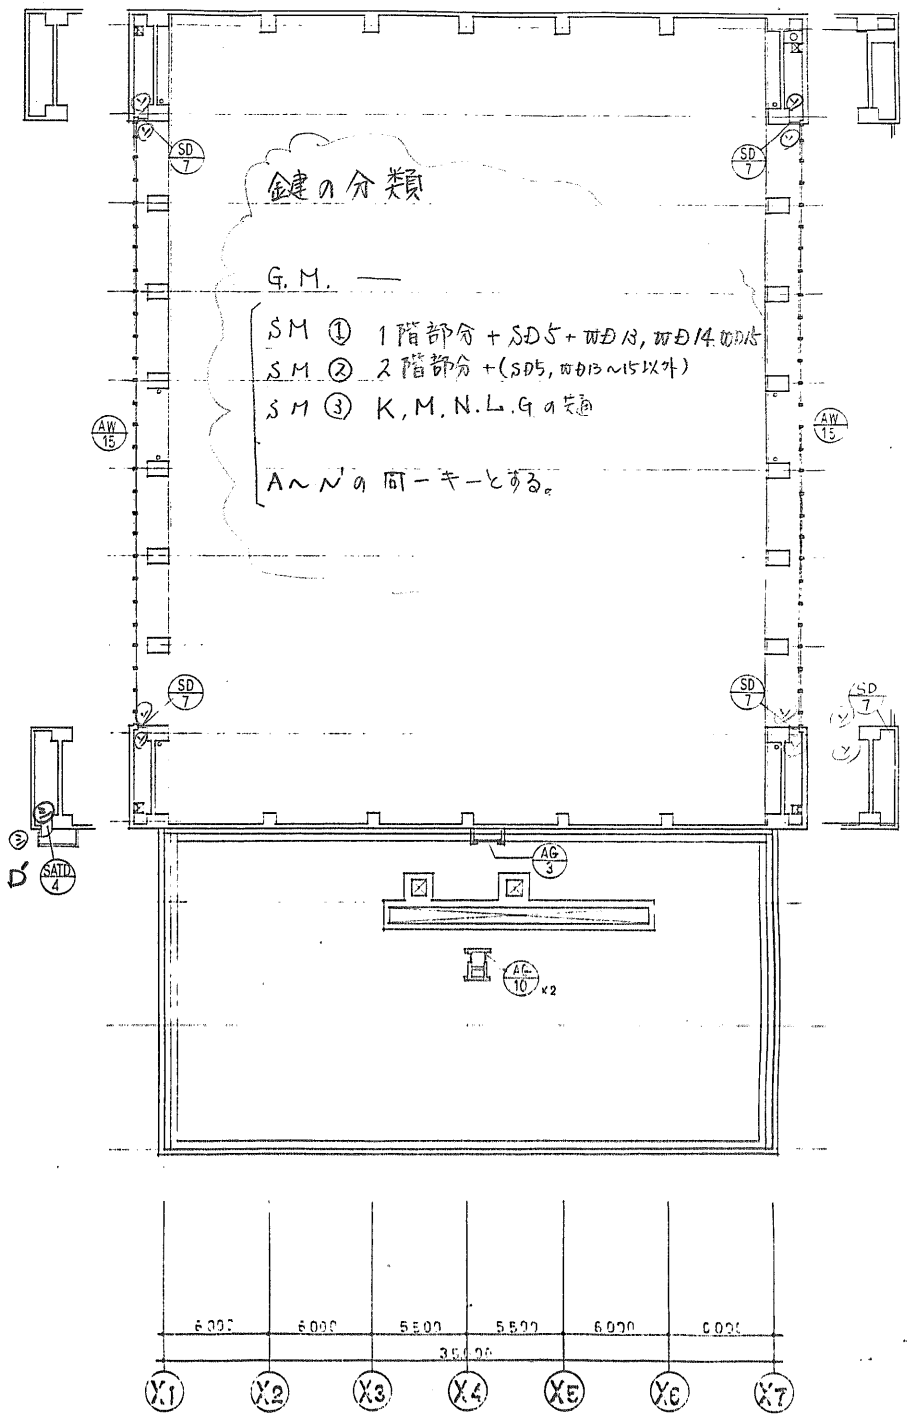 SD
7
SD
7
鍵の分類
G.M. —
SM ① 1階部分 + SD5 + WD13, WD14, WD15
SM ② 2階部分 + (SD5, WD13~15以外)
SM ③ K, M, N. L. G の共通
A~N'の同一キーとする。
AW
15
AW
15
SD
7
SD
7
SD
7
D'
SATD
4
AG
3
AG
10 x2
6000 6000 5500 5500 6000 6000
35000
X1 X2 X3 X4 X5 X6 X7